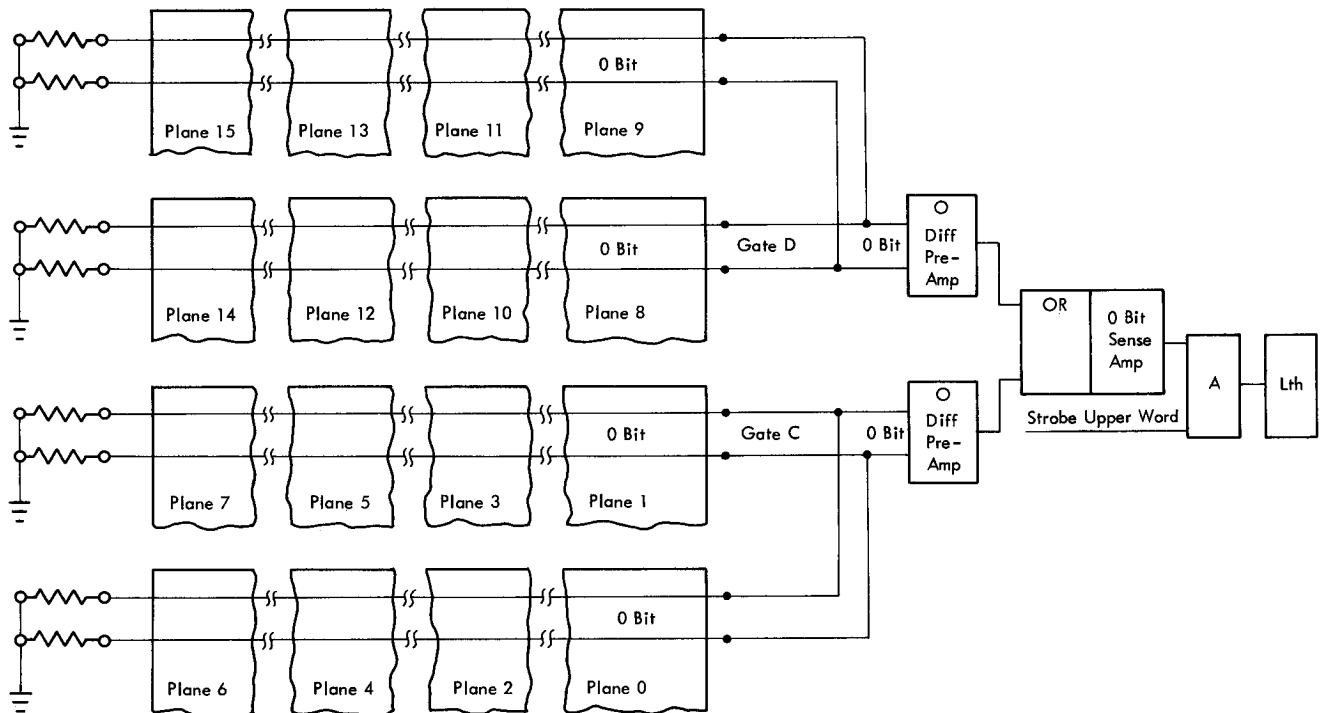 0 Bit
Plane 15 Plane 13 Plane 11 Plane 9
0 Bit
Gate D
0 Bit
Plane 14 Plane 12 Plane 10 Plane 8
O
Diff
Pre-
Amp
OR
0 Bit
Sense
Amp
A
Lth
Strobe Upper Word
0 Bit
Gate C
0 Bit
Plane 7 Plane 5 Plane 3 Plane 1
O
Diff
Pre-
Amp
0 Bit
Plane 6 Plane 4 Plane 2 Plane 0